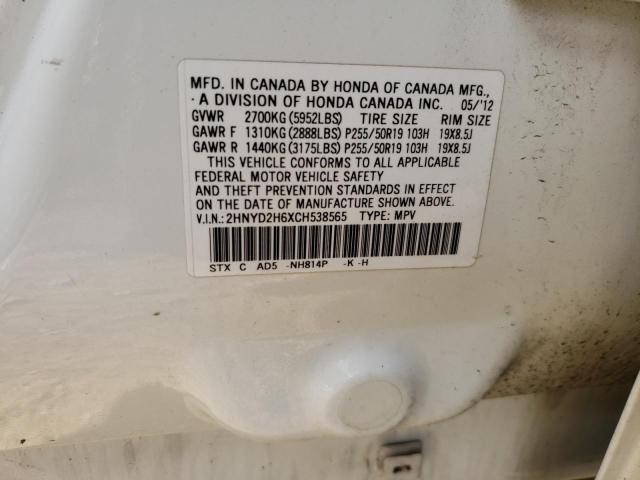 MFD. IN CANADA BY HONDA OF CANADA MFG.,
A DIVISION OF HONDA CANADA INC. 05/'12
GVWR 2700KG(5952LBS) TIRE SIZE RIM SIZE
GAWR F 1310KG(2888LBS) P255/50R19 103H 19X8.5J
GAWR R 1440KG(3175LBS) P255/50R19 103H 19X8.5J
THIS VEHICLE CONFORMS TO ALL APPLICABLE
FEDERAL MOTOR VEHICLE SAFETY
AND THEFT PREVENTION STANDARDS IN EFFECT
ON THE DATE OF MANUFACTURE SHOWN ABOVE.
V.I.N.: 2HNYD2H6XCH538565 TYPE: MPV
STX C AD5 -NH814P -K -H